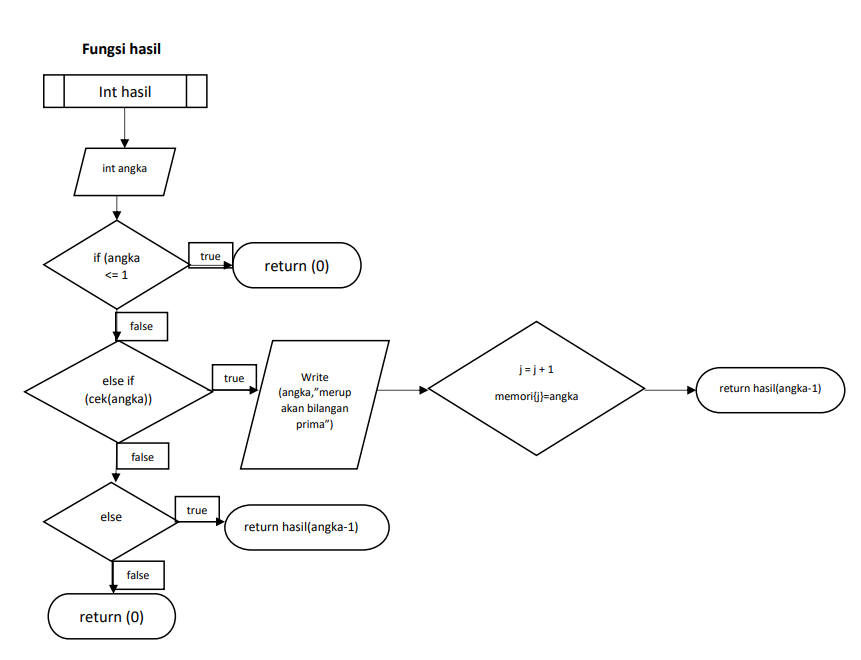 Fungsi hasil
Int hasil
int angka
if (angka
<= 1
true
return (0)
false
else if
(cek(angka))
true
Write
(angka,”merup
akan bilangan
prima”)
j = j + 1
memori{j}=angka
return hasil(angka-1)
false
else
true
return hasil(angka-1)
false
return (0)